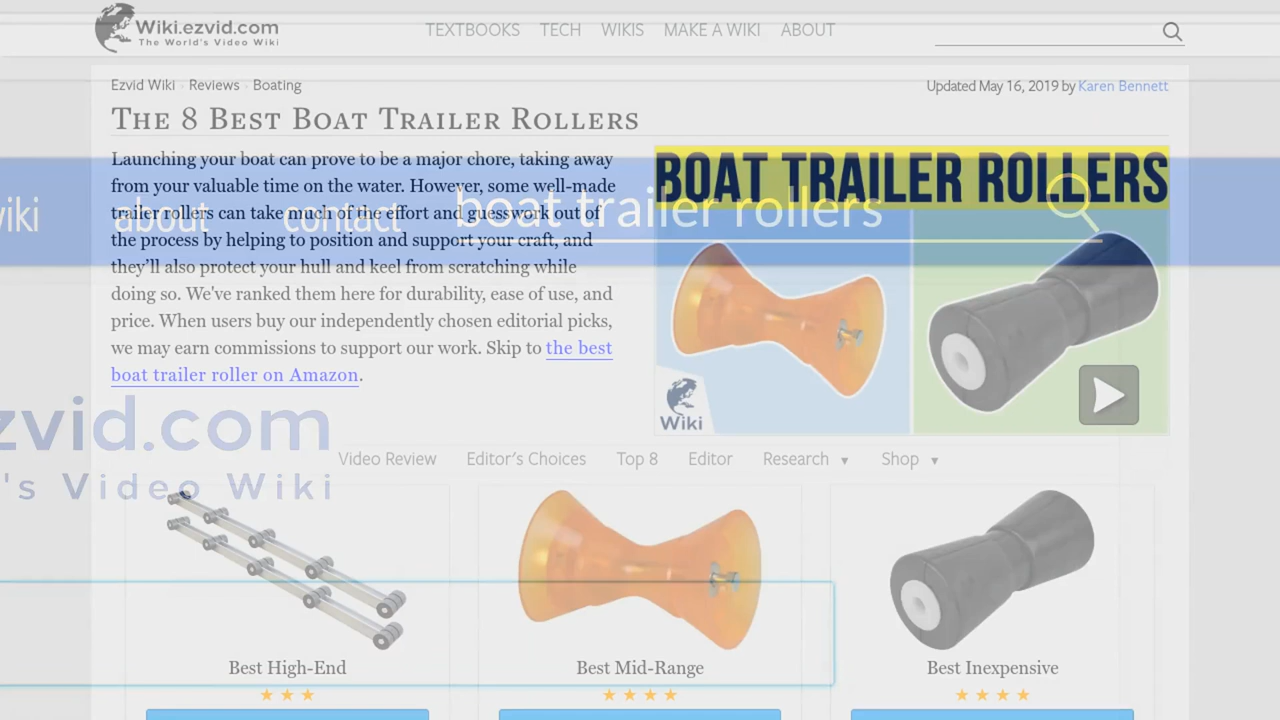 Wiki.ezvid.com
The World's Video Wiki
TEXTBOOKS TECH WIKIS MAKE A WIKI ABOUT
Ezvid Wiki · Reviews · Boating
Updated May 16, 2019 by Karen Bennett
The 8 Best Boat Trailer Rollers
Launching your boat can prove to be a major chore, taking away
from your valuable time on the water. However, some well-made
trailer rollers can take much of the effort and guesswork out of
the process by helping to position and support your craft, and
they'll also protect your hull and keel from scratching while
doing so. We've ranked them here for durability, ease of use, and
price. When users buy our independently chosen editorial picks,
we may earn commissions to support our work. Skip to the best
boat trailer roller on Amazon.
BOAT TRAILER ROLLERS
wiki about contact boat trailer rollers
Wiki
ezvid.com
's Video Wiki
Video Review Editor's Choices Top 8 Editor Research ▼ Shop ▼
Best High-End
Best Mid-Range
Best Inexpensive